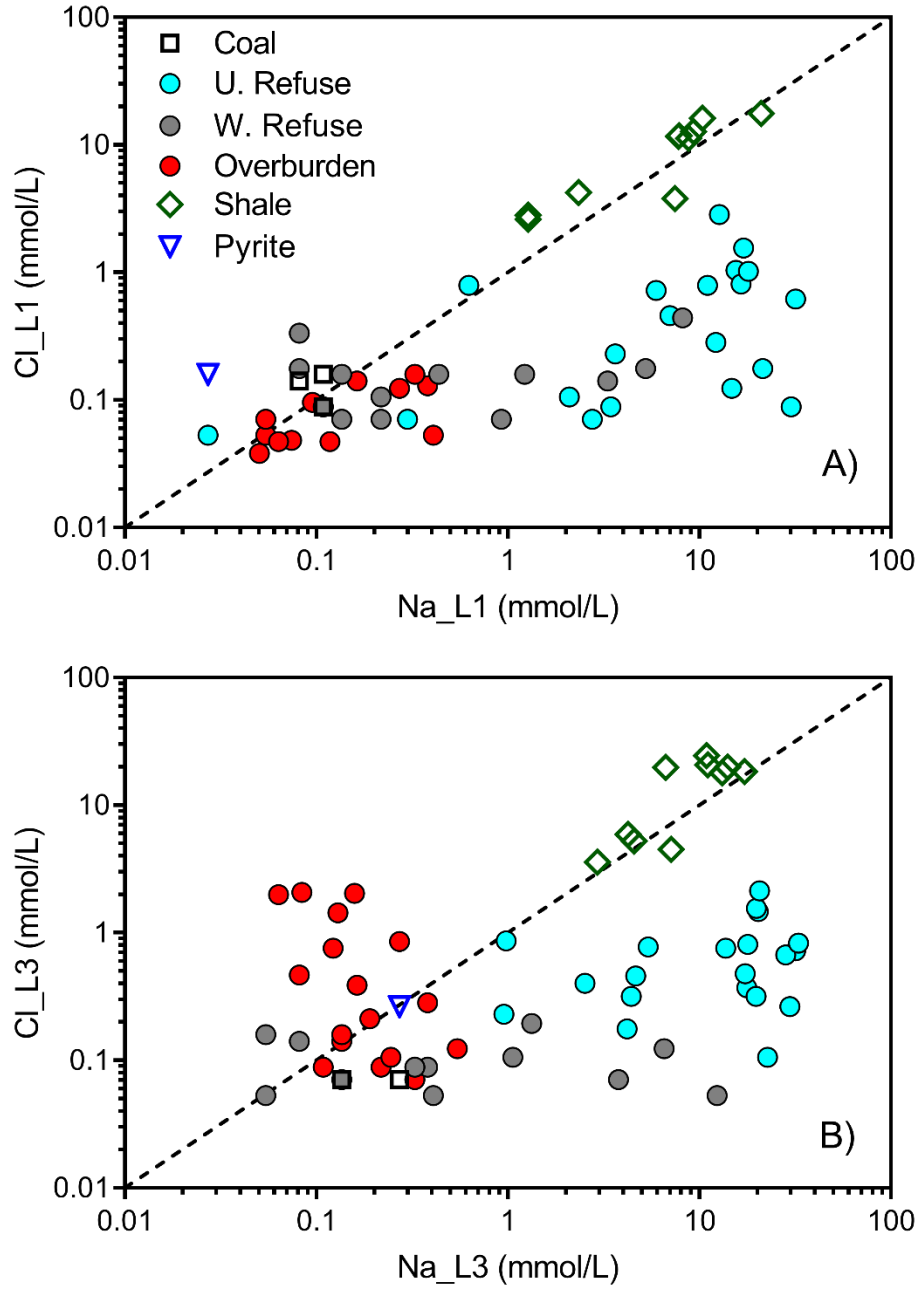 100
10
1
0.1
0.01
Cl_L1 (mmol/L)
Coal
U. Refuse
W. Refuse
Overburden
Shale
Pyrite
A)
0.01 0.1 1 10 100
Na_L1 (mmol/L)
100
10
1
0.1
0.01
Cl_L3 (mmol/L)
B)
0.01 0.1 1 10 100
Na_L3 (mmol/L)